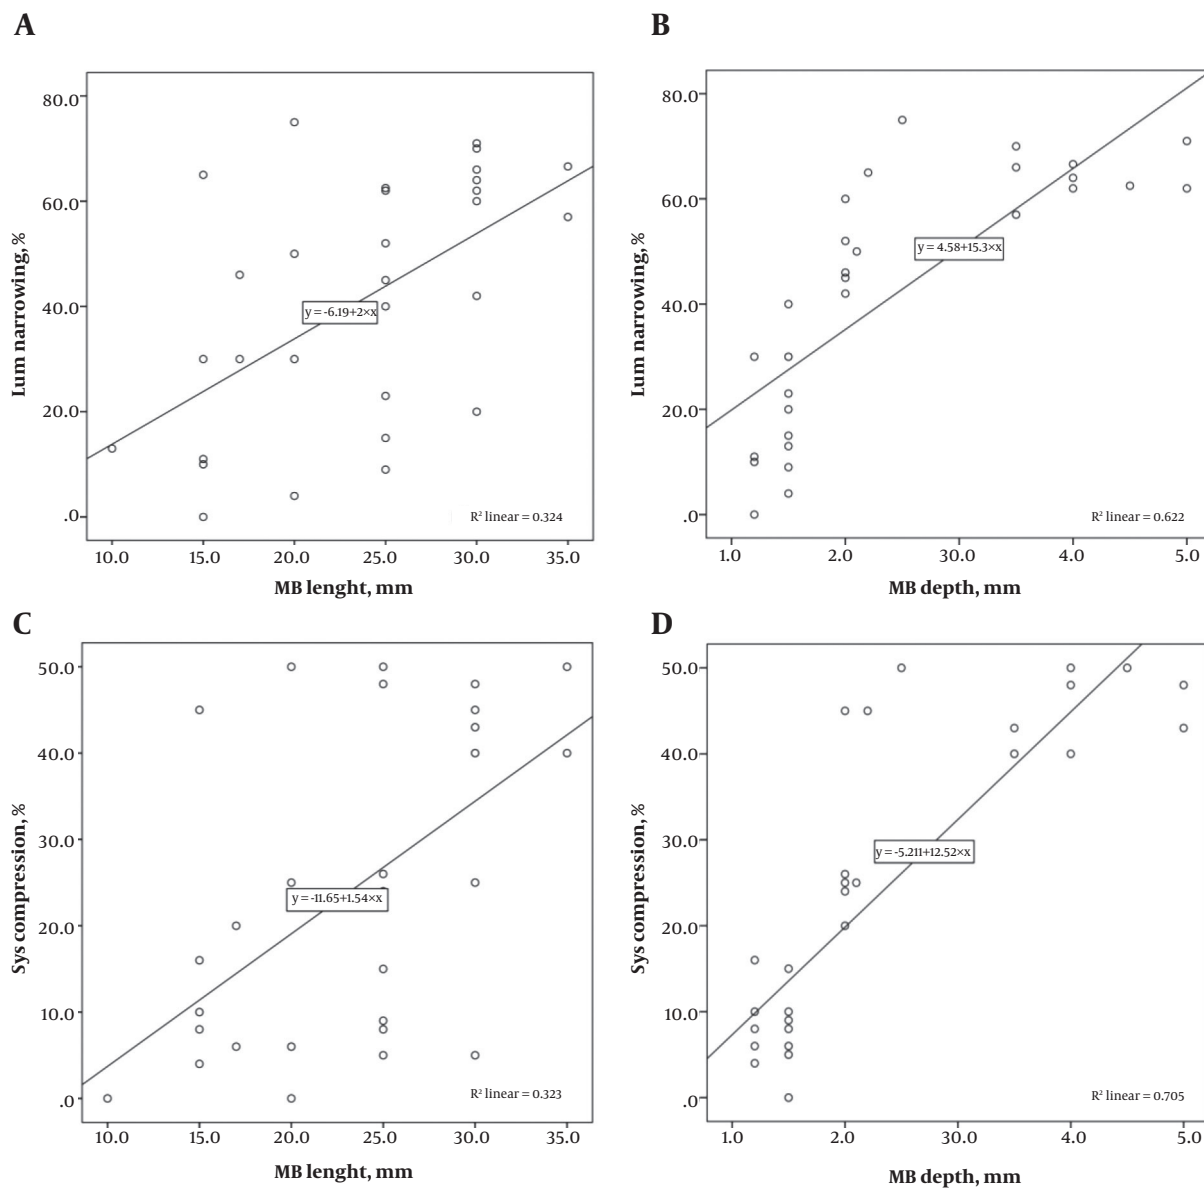 A
80.0
60.0
40.0
20.0
.0
Lum narrowing, %
y = -6.19+2×x
R² linear = 0.324
10.0 15.0 20.0 25.0 30.0 35.0
MB lenght, mm
B
80.0
60.0
40.0
20.0
.0
Lum narrowing, %
y = 4.58+15.3×x
R² linear = 0.622
1.0 2.0 30.0 4.0 5.0
MB depth, mm
C
50.0
40.0
30.0
20.0
10.0
.0
Sys compression, %
y = -11.65+1.54×x
R² linear = 0.323
10.0 15.0 20.0 25.0 30.0 35.0
MB lenght, mm
D
50.0
40.0
30.0
20.0
10.0
.0
Sys compression, %
y = -5.211+12.52×x
R² linear = 0.705
1.0 2.0 30.0 4.0 5.0
MB depth, mm